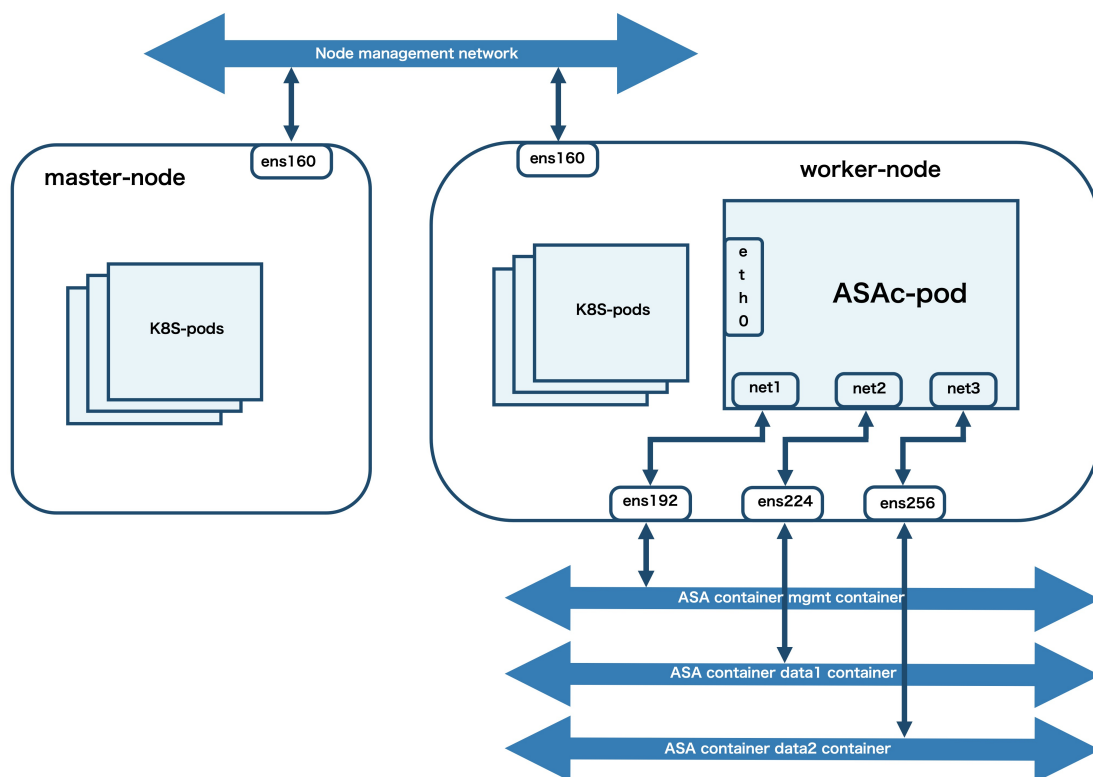 Node management network
ens160
ens160
master-node
worker-node
e
t
h
0
ASAc-pod
K8S-pods
K8S-pods
net1
net2
net3
ens192
ens224
ens256
ASA container mgmt container
ASA container data1 container
ASA container data2 container